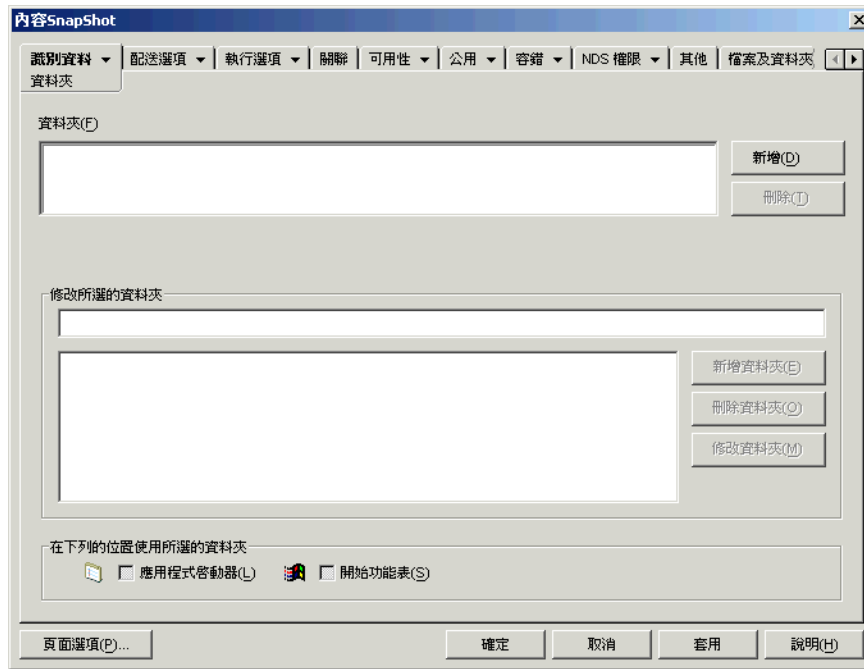 內容SnapShot
識別資料 配送選項 執行選項 關聯 可用性 公用 容錯 NDS 權限 其他 檔案及資料夾
資料夾
資料夾(F)
新增(D)
刪除(T)
修改所選的資料夾
新增資料夾(E)
刪除資料夾(O)
修改資料夾(M)
在下列的位置使用所選的資料夾
應用程式啟動器(L) 開始功能表(S)
頁面選項(P)... 確定 取消 套用 說明(H)